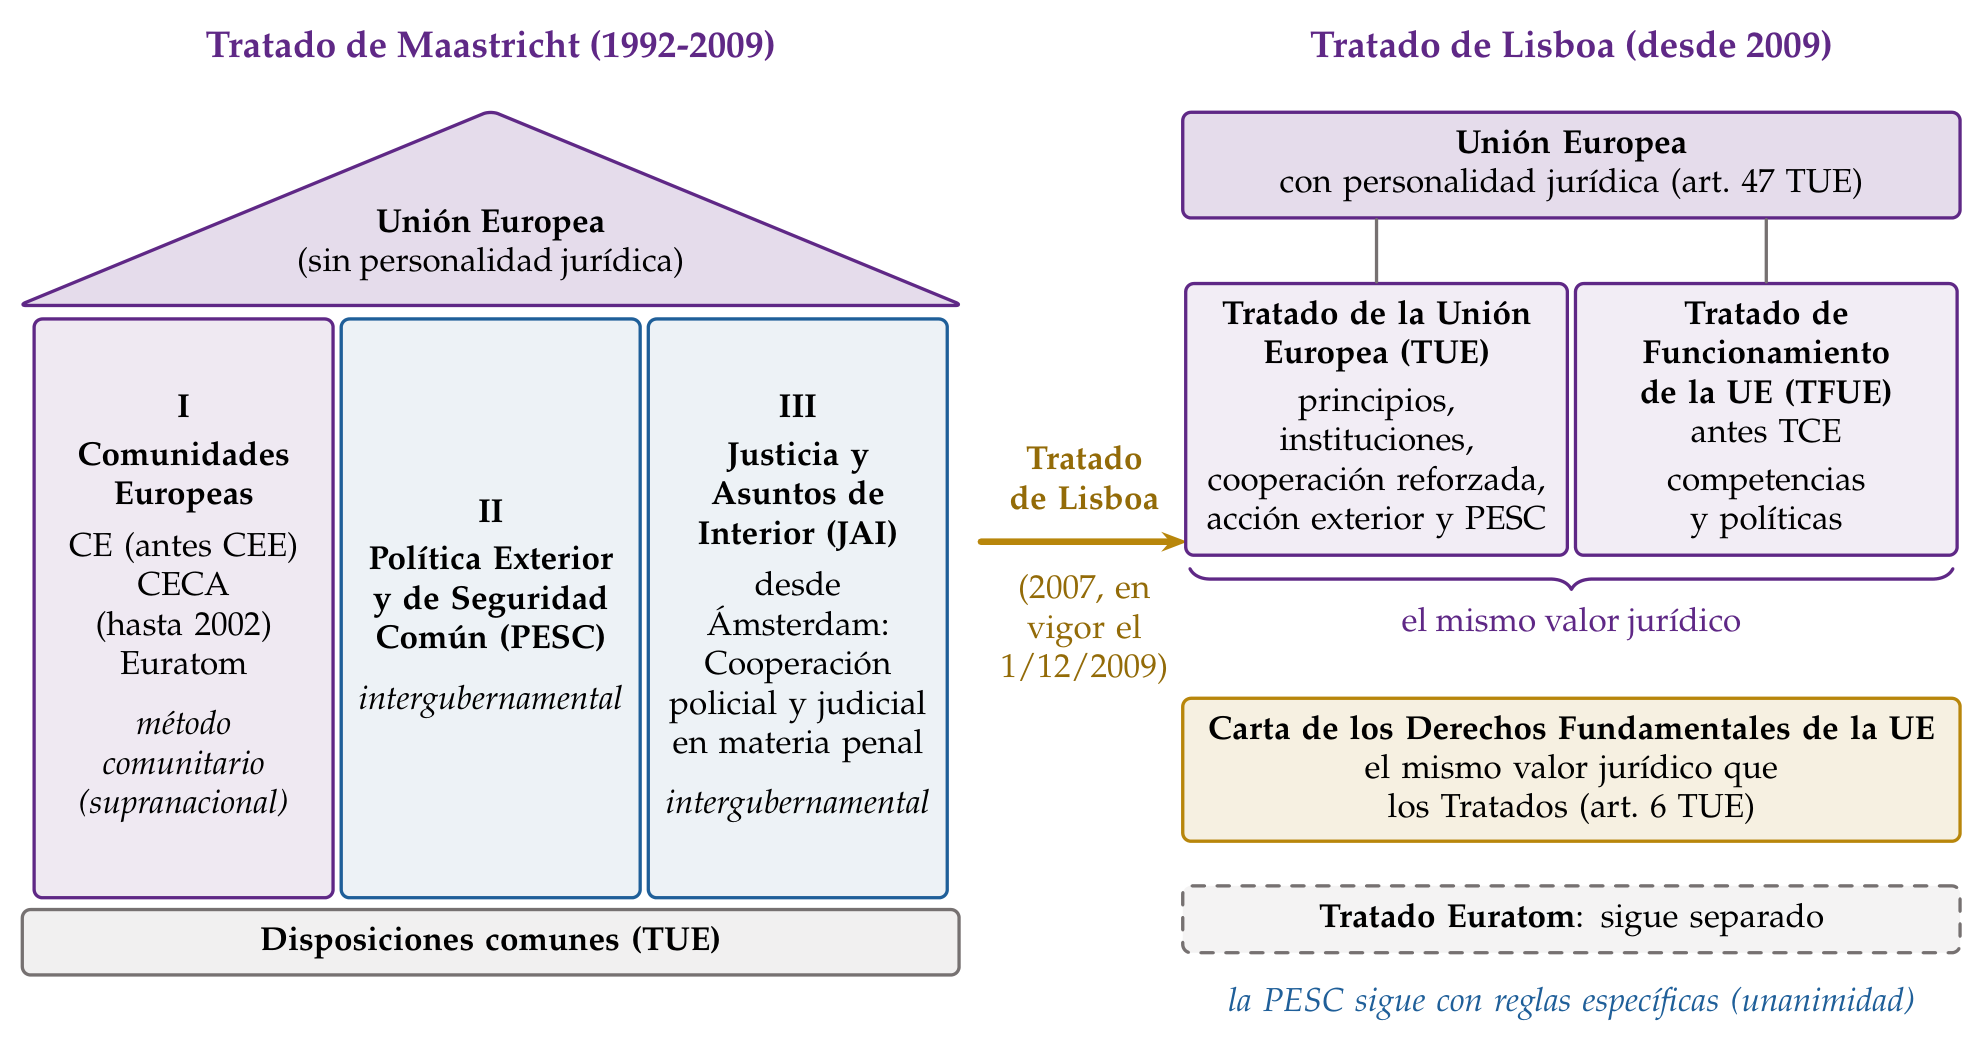 Tratado de Maastricht (1992-2009)
Unión Europea
(sin personalidad jurídica)
I
Comunidades
Europeas
CE (antes CEE)
CECA
(hasta 2002)
Euratom
método
comunitario
(supranacional)
II
Política Exterior
y de Seguridad
Común (PESC)
intergubernamental
III
Justicia y
Asuntos de
Interior (JAI)
desde
Ámsterdam:
Cooperación
policial y judicial
en materia penal
intergubernamental
Disposiciones comunes (TUE)
Tratado
de Lisboa
(2007, en
vigor el
1/12/2009)
Tratado de Lisboa (desde 2009)
Unión Europea
con personalidad jurídica (art. 47 TUE)
Tratado de la Unión
Europea (TUE)
principios,
instituciones,
cooperación reforzada,
acción exterior y PESC
Tratado de
Funcionamiento
de la UE (TFUE)
antes TCE
competencias
y políticas
el mismo valor jurídico
Carta de los Derechos Fundamentales de la UE
el mismo valor jurídico que
los Tratados (art. 6 TUE)
Tratado Euratom: sigue separado
la PESC sigue con reglas específicas (unanimidad)